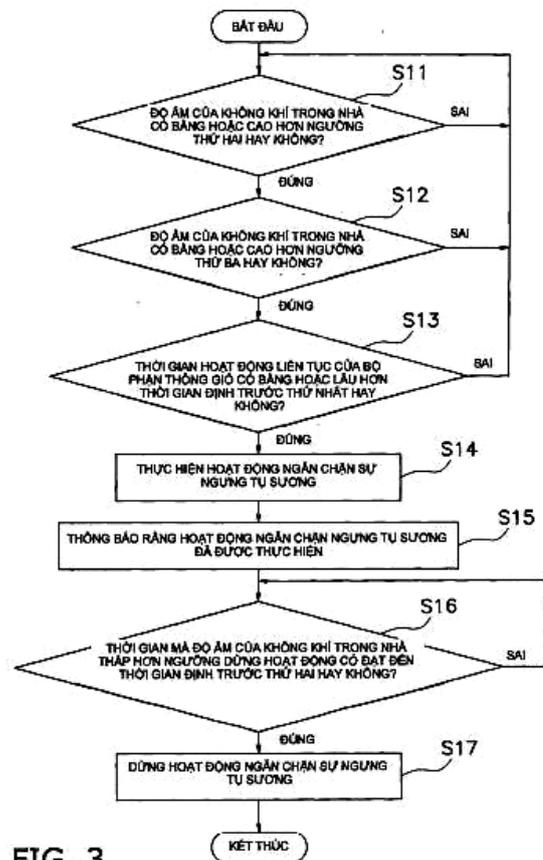 BẮT ĐẦU
S11
ĐỘ ẨM CỦA KHÔNG KHÍ TRONG NHÀ
CÓ BẰNG HOẶC CAO HƠN NGƯỠNG
THỨ HAI HAY KHÔNG?
SAI
ĐÚNG
S12
ĐỘ ẨM CỦA KHÔNG KHÍ TRONG NHÀ
CÓ BẰNG HOẶC CAO HƠN NGƯỠNG
THỨ BA HAY KHÔNG?
SAI
ĐÚNG
S13
THỜI GIAN HOẠT ĐỘNG LIÊN TỤC CỦA BỘ
PHẬN THÔNG GIÓ CÓ BẰNG HOẶC LÂU HƠN
THỜI GIAN ĐỊNH TRƯỚC THỨ NHẤT HAY
KHÔNG?
SAI
ĐÚNG
S14
THỰC HIỆN HOẠT ĐỘNG NGĂN CHẶN SỰ
NGƯNG TỤ SƯƠNG
S15
THÔNG BÁO RẰNG HOẠT ĐỘNG NGĂN CHẶN NGƯNG TỤ SƯƠNG
ĐÃ ĐƯỢC THỰC HIỆN
S16
THỜI GIAN MÀ ĐỘ ẨM CỦA KHÔNG KHÍ TRONG NHÀ
THẤP HƠN NGƯỠNG DỪNG HOẠT ĐỘNG CÓ ĐẠT ĐẾN
THỜI GIAN ĐỊNH TRƯỚC THỨ HAI HAY KHÔNG?
SAI
ĐÚNG
S17
DỪNG HOẠT ĐỘNG NGĂN CHẶN SỰ NGƯNG
TỤ SƯƠNG
KẾT THÚC
FIG. 3